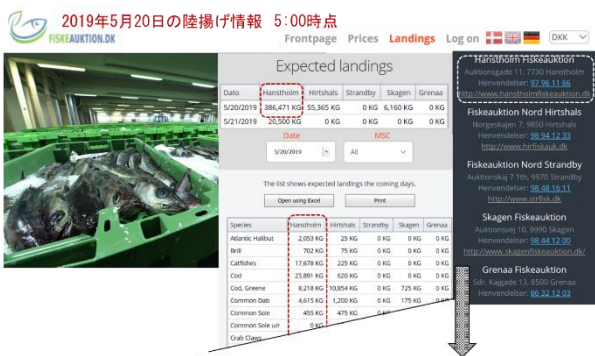 2019年5月20日の陸揚げ情報 5:00時点
FISKEAUKTION.DK
Frontpage Prices Landings Log on
DKK
Expected landings
Dato Hanstholm Hirtshals Strandby Skagen Grenaa
5/20/2019 386,471 KG 55,365 KG 0 KG 6,160 KG 0 KG
5/21/2019 20,500 KG 0 KG 0 KG 0 KG 0 KG
Date MSC
5/20/2019 All
The list shows expected landings the coming days.
Open using Excel Print
Species Hanstholm Hirtshals Strandby Skagen Grenaa
Atlantic Halibut 2,053 KG 25 KG 0 KG 0 KG 0 KG
Brill 702 KG 75 KG 0 KG 0 KG 0 KG
Catfishes 17,678 KG 225 KG 0 KG 0 KG 0 KG
Cod 25,891 KG 620 KG 0 KG 0 KG 0 KG
Cod, Greene 8,218 KG 10,854 KG 0 KG 725 KG 0 KG
Common Dab 4,615 KG 1,200 KG 0 KG 175 KG 0 KG
Common Sole 455 KG 475 KG 0 KG
Common Sole u/r 0 KG
Crab Claws
Hanstholm Fiskeauktion
Auktionsgade 11, 7730 Hanstholm
Henvendelser: 97 96 11 66
http://www.hanstholmfiskeauktion.dk/
Fiskeauktion Nord Hirtshals
Norgeskajen 7, 9850 Hirtshals
Henvendelser: 98 94 12 33
http://www.hirfiskauk.dk
Fiskeauktion Nord Strandby
Auktionskaj 7 1th, 9970 Strandby
Henvendelser: 98 48 16 11
http://www.strfisk.dk
Skagen Fiskeauktion
Auktionsvej 10, 9990 Skagen
Henvendelser: 98 44 12 00
http://www.skagenfiskeauktion.dk/
Grenaa Fiskeauktion
Sdr. Kajgade 13, 8500 Grenaa
Henvendelser: 86 32 12 03